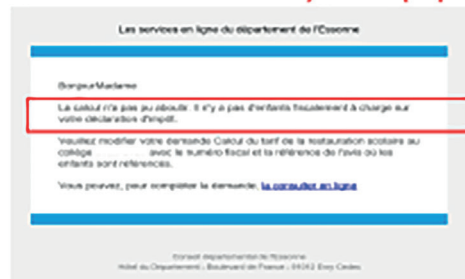 Les services en ligne du département de l'Essonne
Bonjour Madame
Le calcul n'a pas pu aboutir. Il n'y a pas d'enfants fiscalement à charge sur
votre déclaration d'impôt.
Veuillez modifier votre demande Calcul du tarif de la restauration scolaire au
collège avec le numéro fiscal et la référence de l'avis où les
enfants sont référencés.
Vous pouvez, pour compléter la demande, la consulter en ligne
Conseil départemental de l'Essonne
Hôtel du Département | Boulevard de France | 91012 Evry Cedex